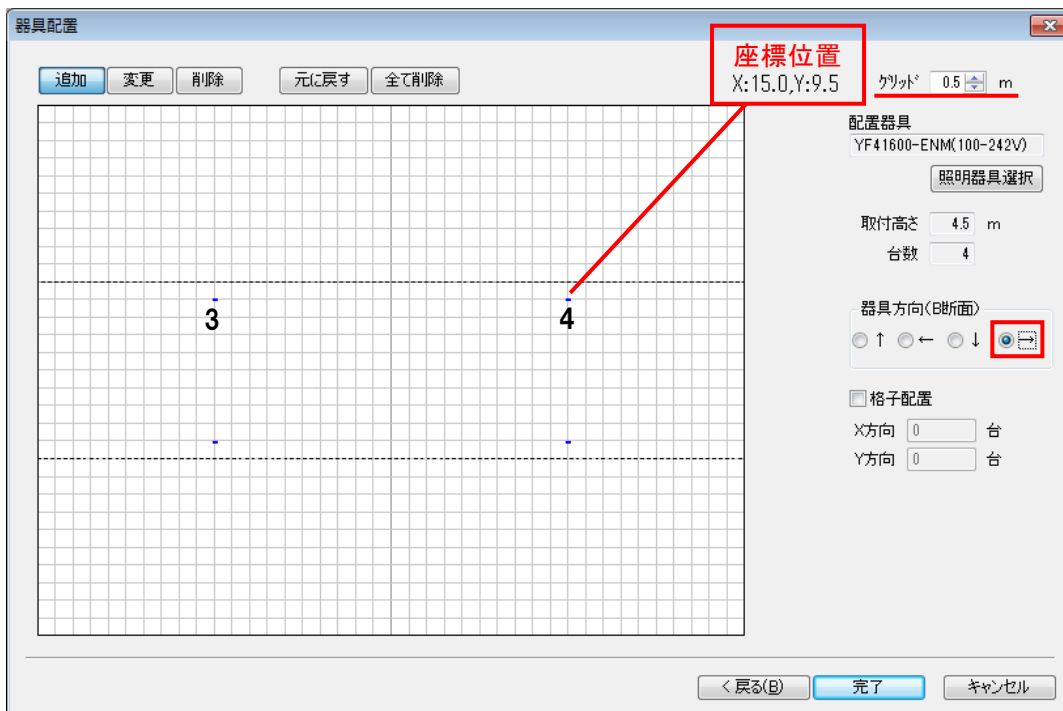 器具配置
座標位置
追加 変更 削除 元に戻す 全て削除 X:15.0,Y:9.5 グリッド 0.5 m
配置器具
YF41600-ENM(100-242V)
照明器具選択
取付高さ 4.5 m
台数 4
3 4
器具方向(B断面)
↑ ← ↓ →
格子配置
X方向 0 台
Y方向 0 台
< 戻る(B) 完了 キャンセル